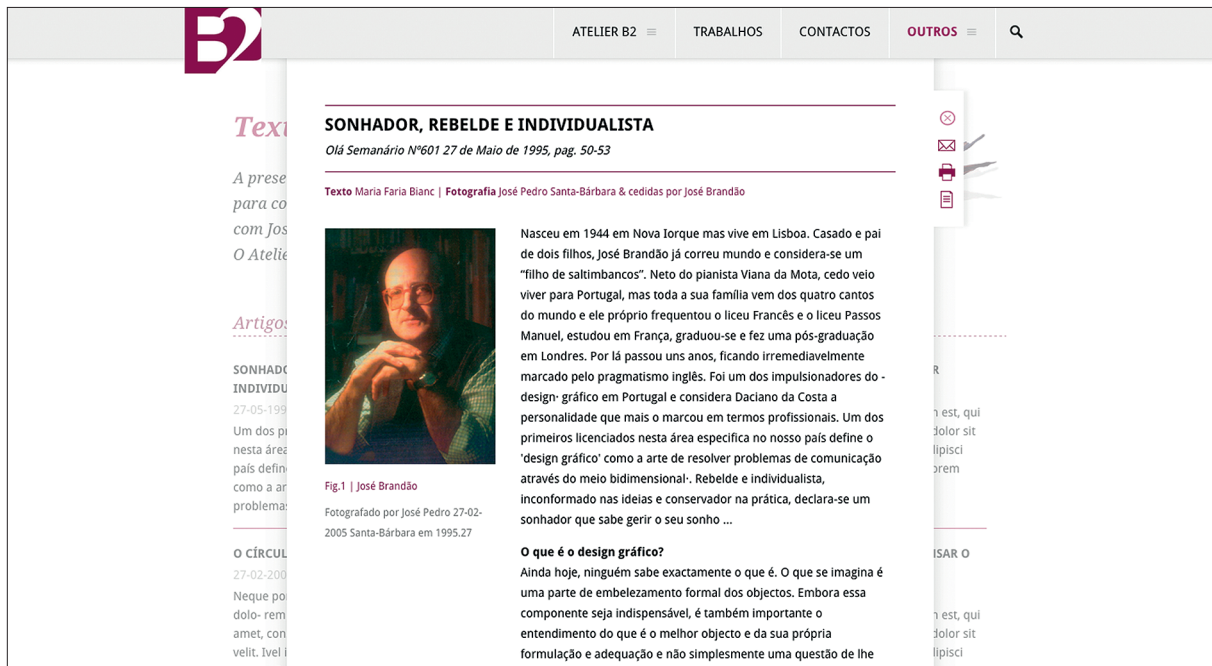 B2
ATELIER B2
TRABALHOS
CONTACTOS
OUTROS
SONHADOR, REBELDE E INDIVIDUALISTA
Olá Semanário Nº601 27 de Maio de 1995, pag. 50-53
Texto Maria Faria Bianc | Fotografia José Pedro Santa-Bárbara & cedidas por José Brandão
Nasceu em 1944 em Nova Iorque mas vive em Lisboa. Casado e pai
de dois filhos, José Brandão já correu mundo e considera-se um
“filho de saltimbancos”. Neto do pianista Viana da Mota, cedo veio
viver para Portugal, mas toda a sua família vem dos quatro cantos
do mundo e ele próprio frequentou o liceu Francês e o liceu Passos
Manuel, estudou em França, graduou-se e fez uma pós-graduação
em Londres. Por lá passou uns anos, ficando irremediavelmente
marcado pelo pragmatismo inglês. Foi um dos impulsionadores do -
design· gráfico em Portugal e considera Daciano da Costa a
personalidade que mais o marcou em termos profissionais. Um dos
primeiros licenciados nesta área especifica no nosso país define o
'design gráfico' como a arte de resolver problemas de comunicação
através do meio bidimensional·. Rebelde e individualista,
inconformado nas ideias e conservador na prática, declara-se um
sonhador que sabe gerir o seu sonho ...
Fig.1 | José Brandão
Fotografado por José Pedro 27-02-
2005 Santa-Bárbara em 1995.27
O que é o design gráfico?
Ainda hoje, ninguém sabe exactamente o que é. O que se imagina é
uma parte de embelezamento formal dos objectos. Embora essa
componente seja indispensável, é também importante o
entendimento do que é o melhor objecto e da sua própria
formulação e adequação e não simplesmente uma questão de lhe
A prese
para co
com Jos
O Atelie
Artigos
SONHADO
INDIVIDU
27-05-199
Um dos pr
nesta área
país defin
como a ar
problemas
O CÍRCUL
27-02-200
Neque po
dolo- rem
amet, con
velit. Ivel i
R
n est, qui
dolor sit
dipisci
orem
ISAR O
n est, qui
dolor sit
dipisci